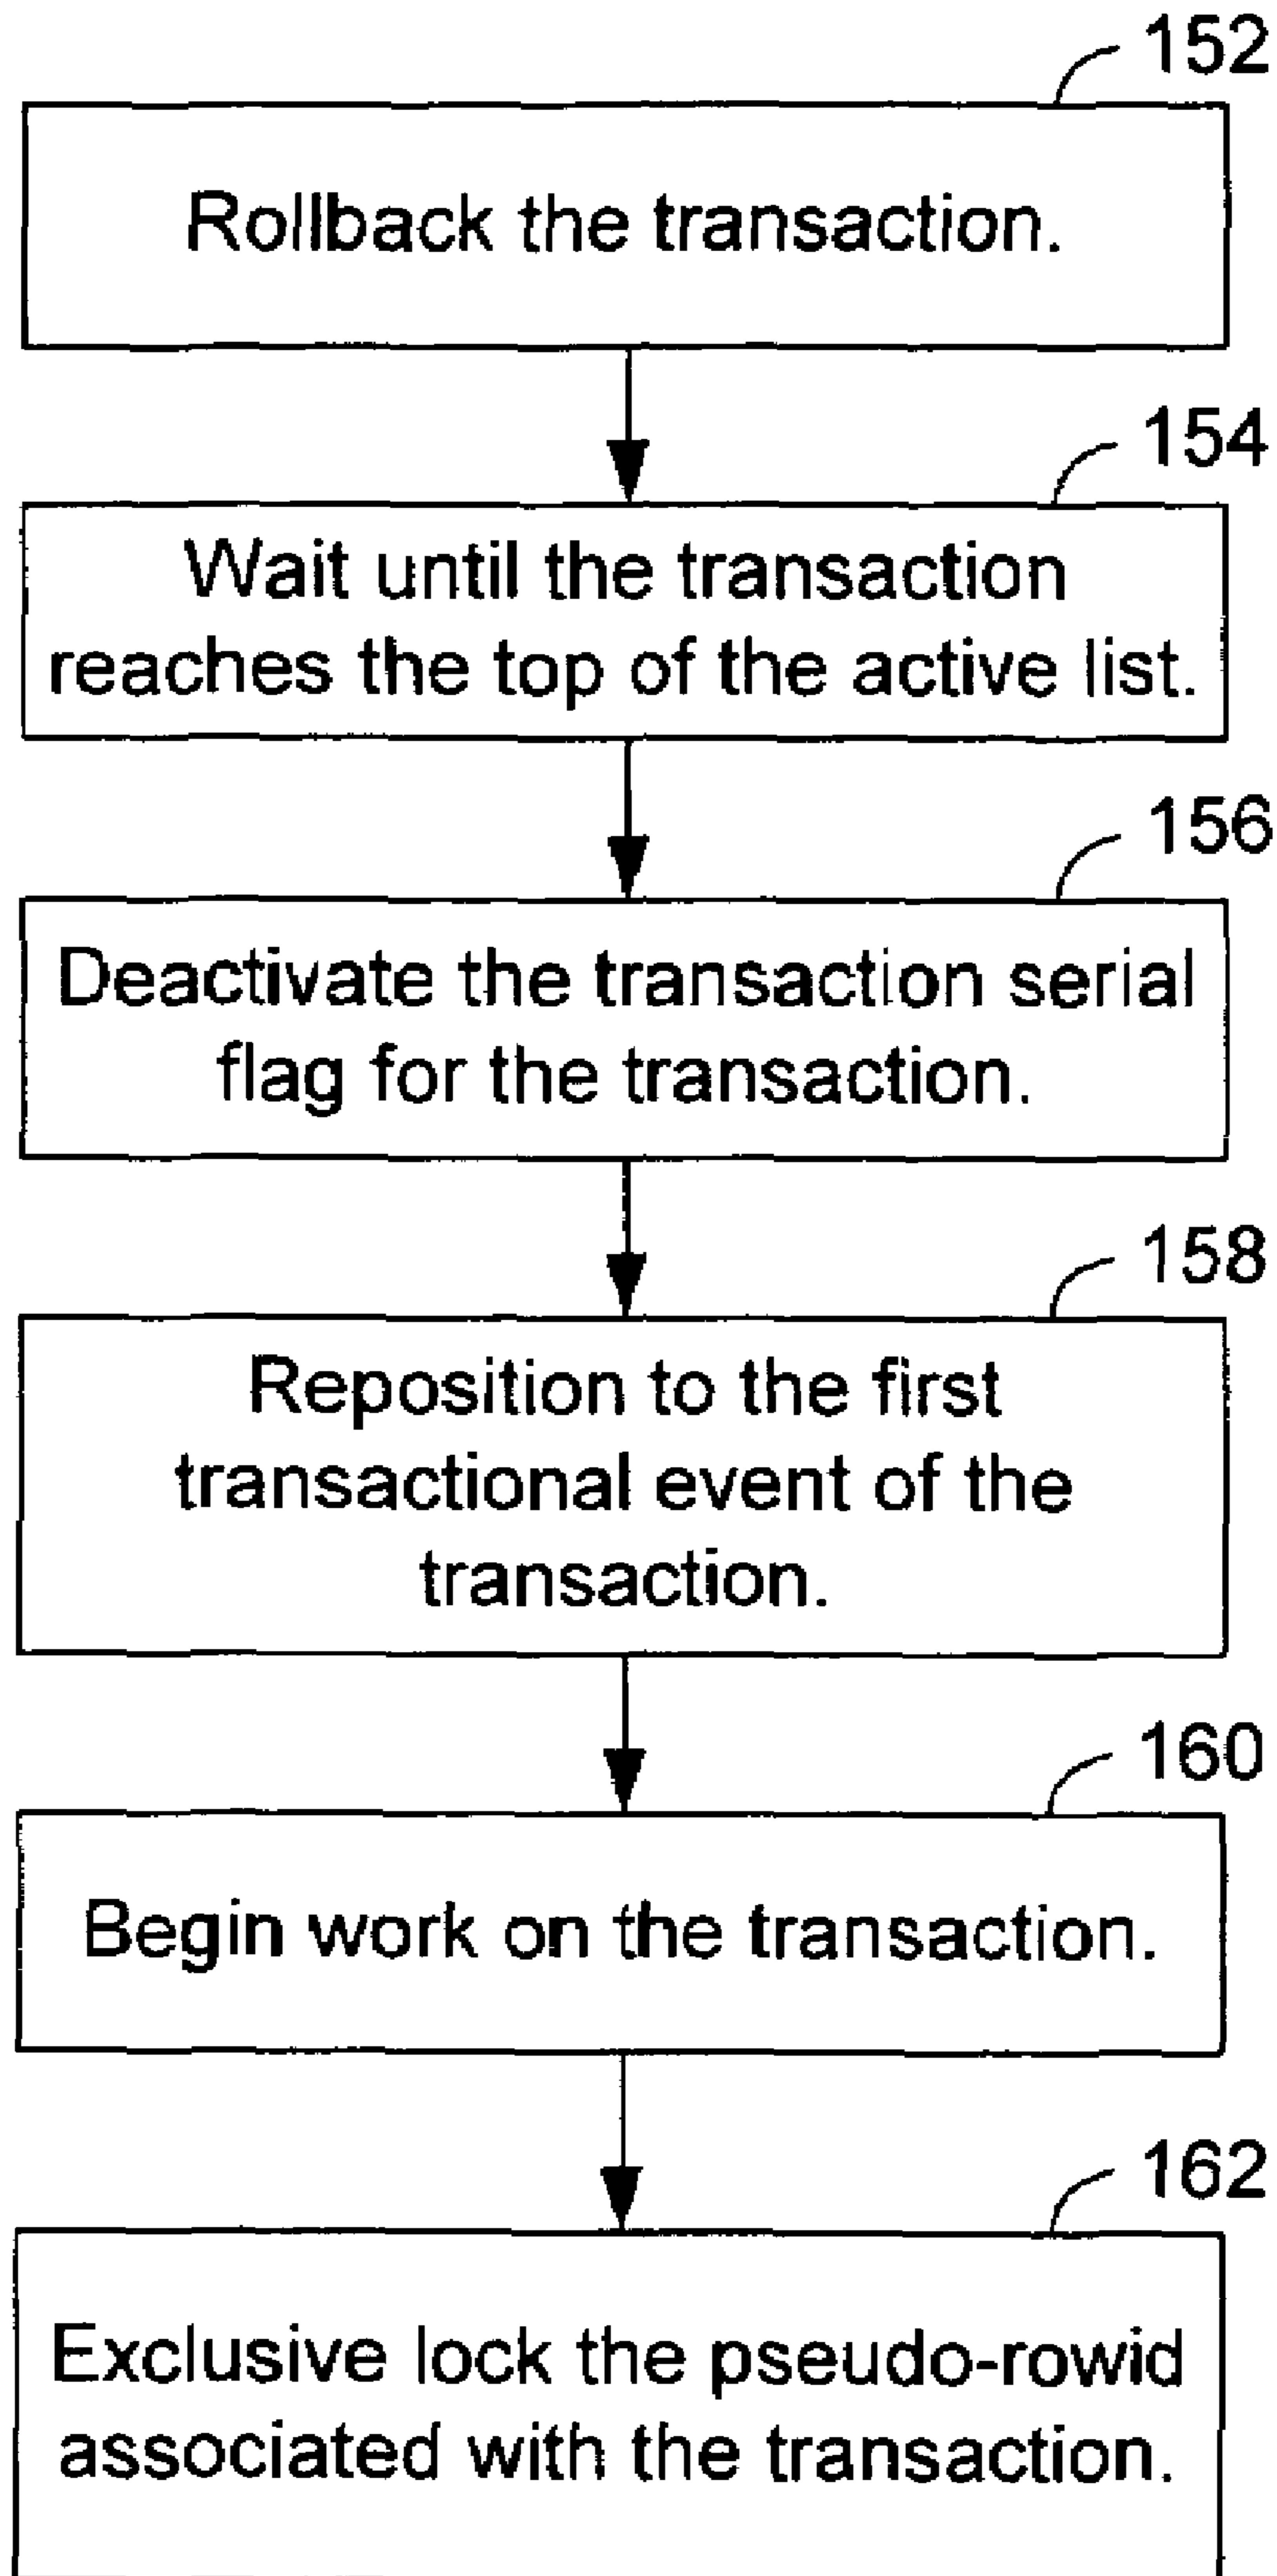 152
Rollback the transaction.
154
Wait until the transaction
reaches the top of the active list.
156
Deactivate the transaction serial
flag for the transaction.
158
Reposition to the first
transactional event of the
transaction.
160
Begin work on the transaction.
162
Exclusive lock the pseudo-rowid
associated with the transaction.